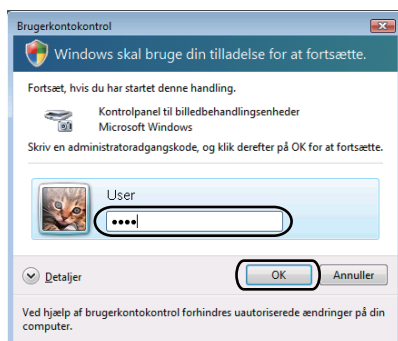 Brugerkontokontrol
Windows skal bruge din tilladelse for at fortsætte.
Fortsæt, hvis du har startet denne handling.
Kontrolpanel til billedbehandlingsenheder
Microsoft Windows
Skriv en administratoradgangskode, og klik derefter på OK for at fortsætte.
User
••••
Detaljer
OK
Annuller
Ved hjælp af brugerkontokontrol forhindres uautoriserede ændringer på din
computer.